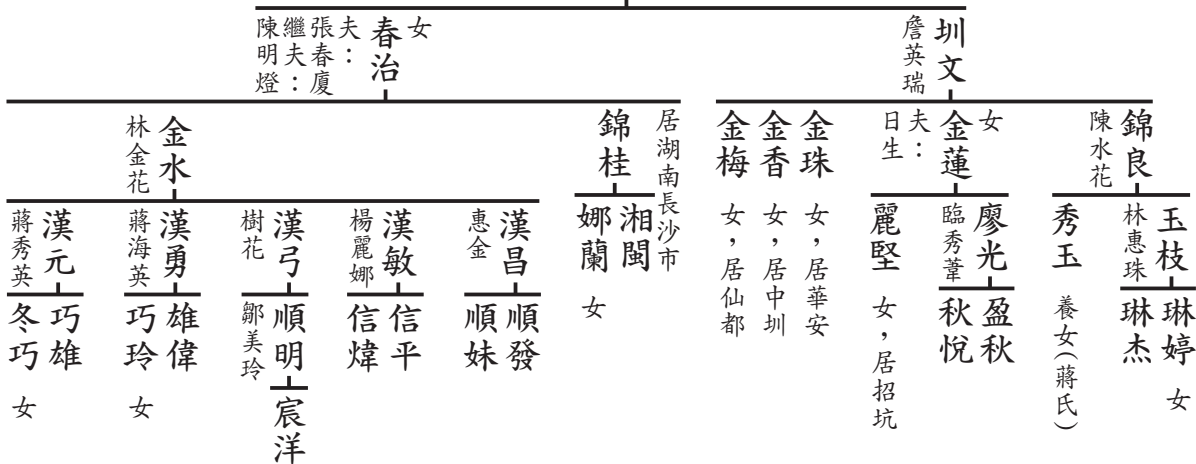 圳文
詹英瑞
女
春治
夫：張春廈
繼夫：陳明燈
錦良
陳水花
女
金蓮
夫：日生
金珠
女，居華安
金香
女，居中圳
金梅
女，居仙都
居湖南長沙市
錦桂
金水
林金花
玉枝
林惠珠
秀玉
養女(蔣氏)
廖光
臨秀葦
麗堅
女，居招坑
湘閩
娜蘭
女
漢昌
惠金
漢敏
楊麗娜
漢弓
樹花
漢勇
蔣海英
漢元
蔣秀英
琳婷
女
琳杰
盈秋
秋悅
順發
順妹
信平
信煒
順明
鄒美玲
雄偉
巧玲
女
巧雄
冬巧
女
宸洋